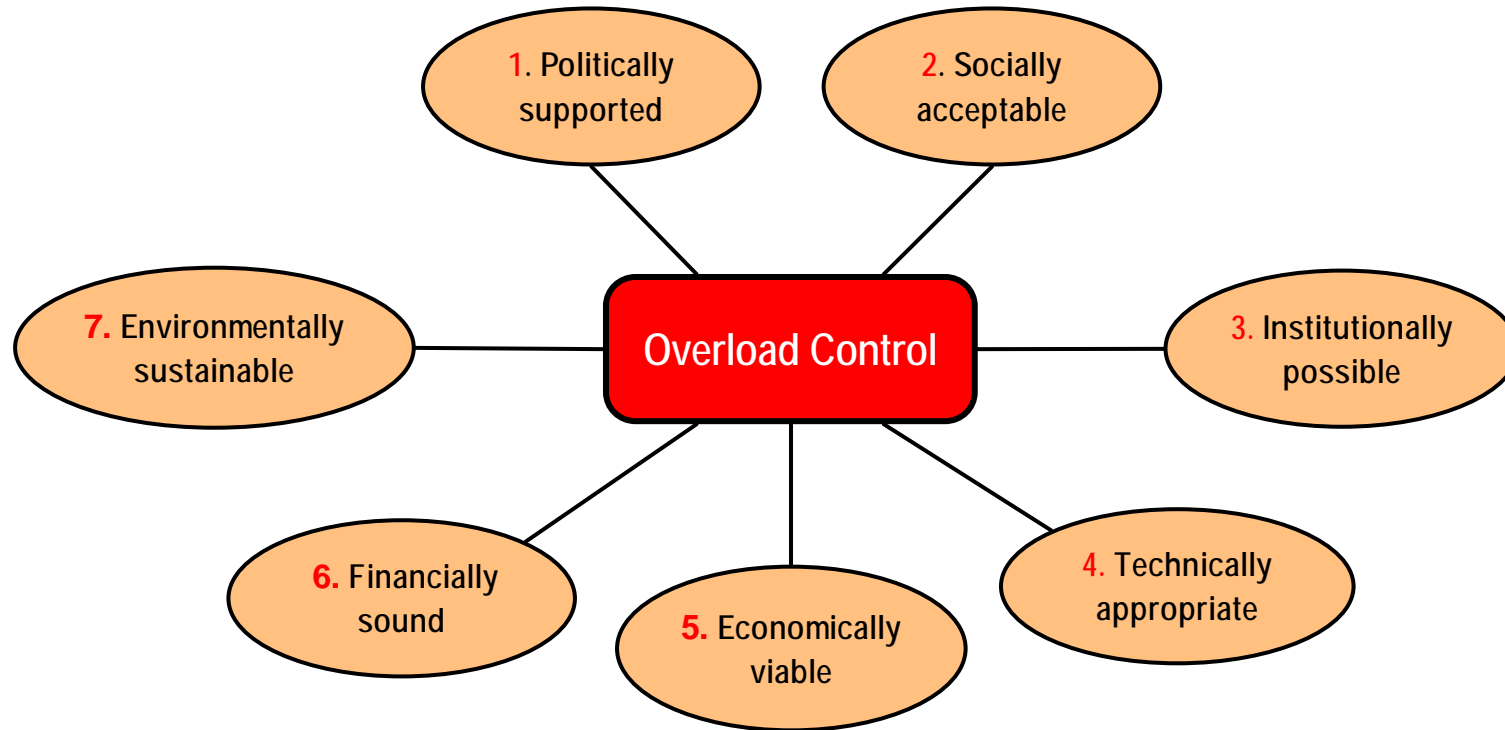 1. Politically
supported
2. Socially
acceptable
3. Institutionally
possible
4. Technically
appropriate
5. Economically
viable
6. Financially
sound
7. Environmentally
sustainable
Overload Control